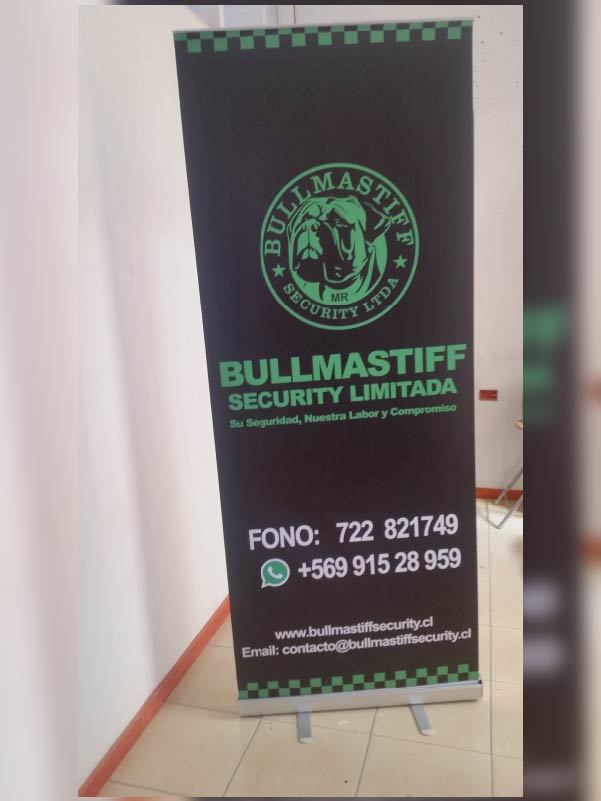 BULLMASTIFF
MR
SECURITY LTDA
BULLMASTIFF
SECURITY LIMITADA
Su Seguridad, Nuestra Labor y Compromiso
FONO: 722 821749
+569 915 28 959
www.bullmastiffsecurity.cl
Email: contacto@bullmastiffsecurity.cl